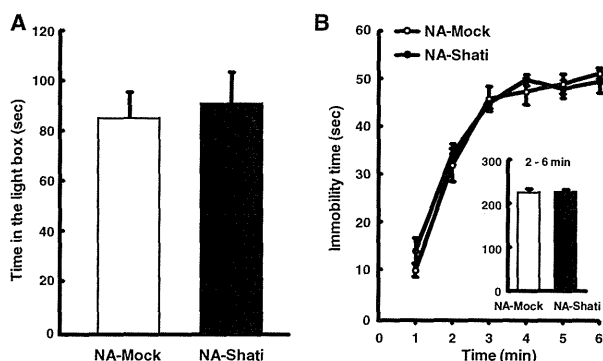 A
Time in the light box (sec)
120
100
80
60
40
20
0
NA-Mock NA-Shati
B
Immobility time (sec)
60
50
40
30
20
10
0
NA-Mock
NA-Shati
2 - 6 min
300
200
100
0
NA-Mock NA-Shati
1 2 3 4 5 6
Time (min)